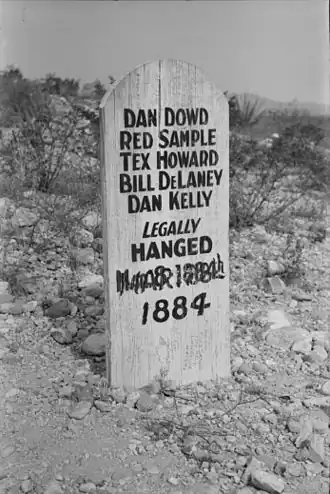 DAN DOWD
RED SAMPLE
TEX HOWARD
BILL DELANEY
DAN KELLY
LEGALLY
HANGED
1884